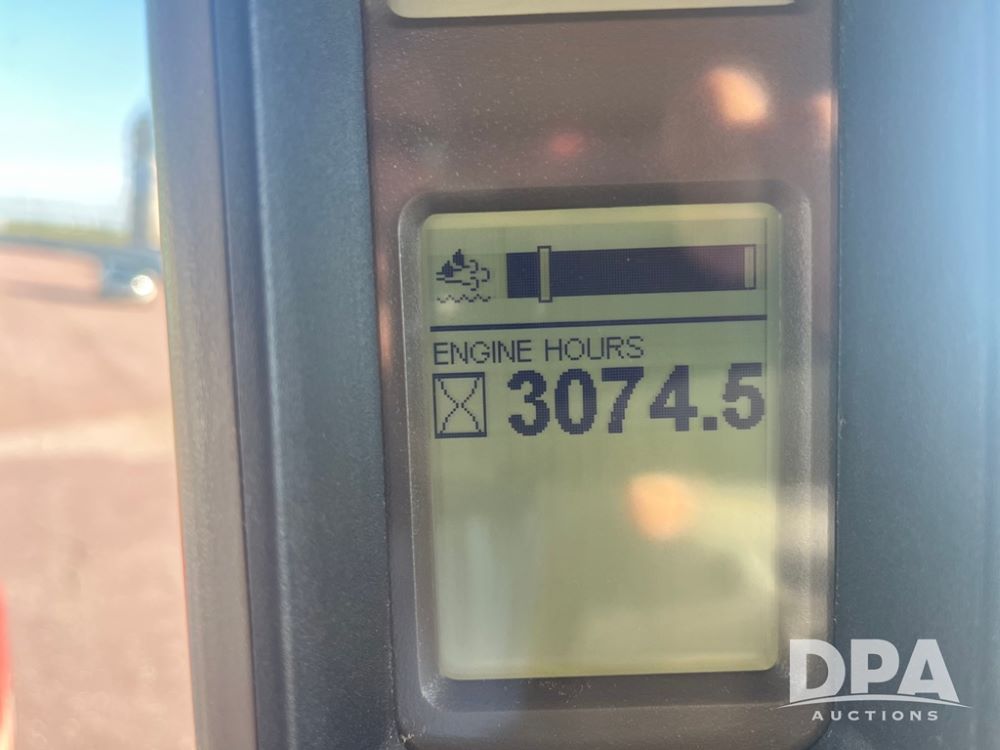 ENGINE HOURS
3074.5
DPA
AUCTIONS